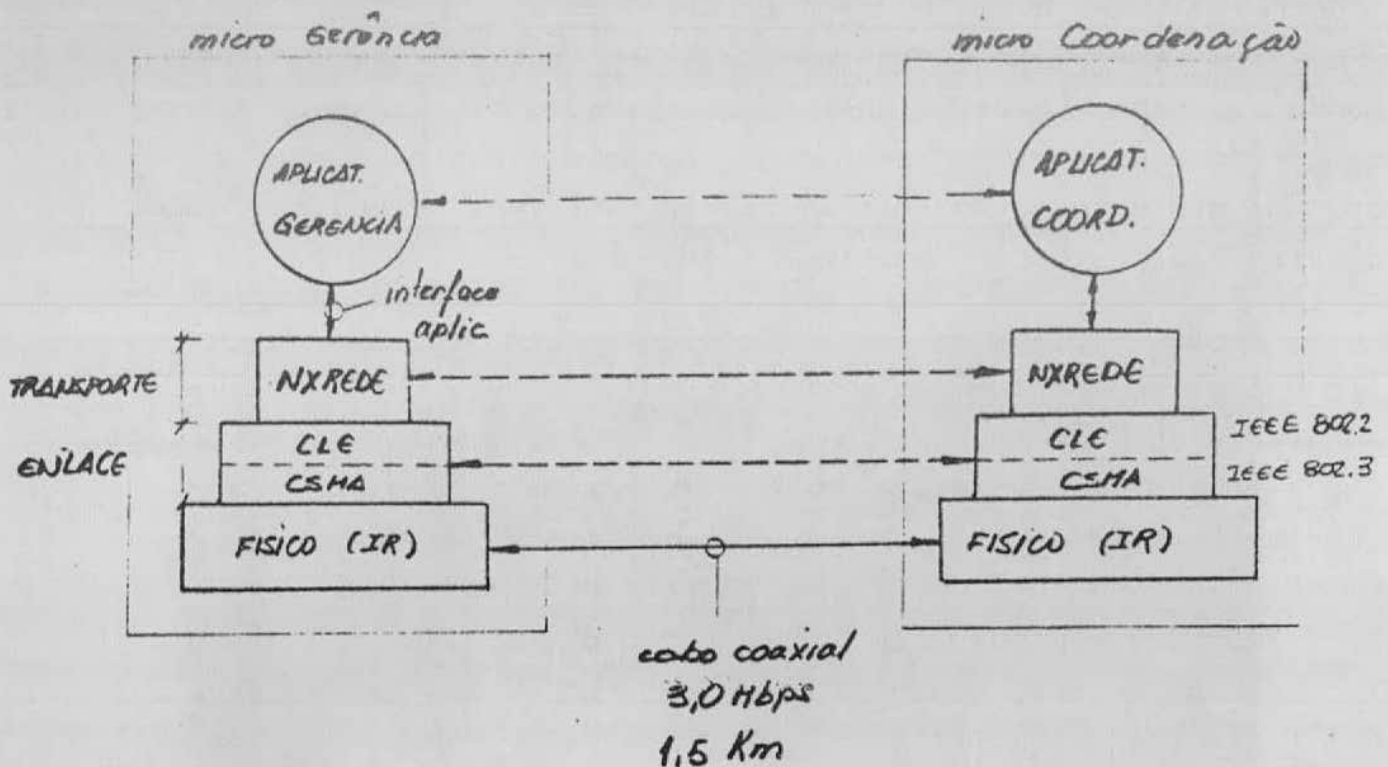 micro Gerência
micro Coordenação
APLICAT.
GERENCIA
APLICAT.
COORD.
interface
aplic
TRANSPORTE
NXREDE
NXREDE
ENLACE
CLE
CSMA
CLE
CSMA
IEEE 802.2
IEEE 802.3
FISICO (IR)
FISICO (IR)
cabo coaxial
3,0 Mbps
1,5 Km